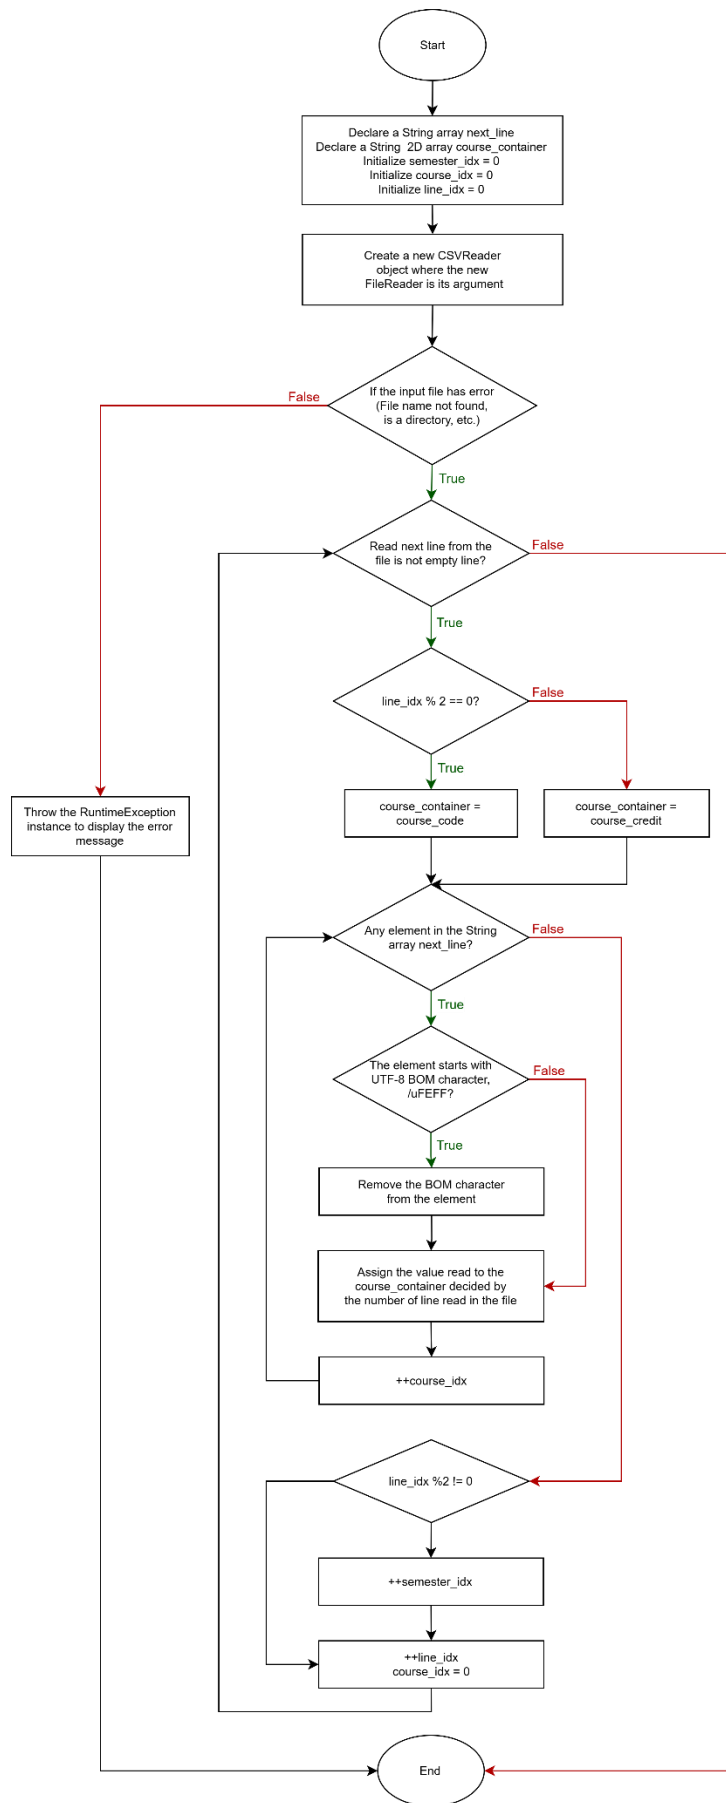 Start
Declare a String array next_line
Declare a String 2D array course_container
Initialize semester_idx = 0
Initialize course_idx = 0
Initialize line_idx = 0
Create a new CSVReader
object where the new
FileReader is its argument
If the input file has error
(File name not found,
is a directory, etc.)
False
True
Read next line from the
file is not empty line?
False
True
line_idx % 2 == 0?
False
True
Throw the RuntimeException
instance to display the error
message
course_container =
course_code
course_container =
course_credit
Any element in the String
array next_line?
False
True
The element starts with
UTF-8 BOM character,
/uFEFF?
False
True
Remove the BOM character
from the element
Assign the value read to the
course_container decided by
the number of line read in the file
++course_idx
line_idx %2 != 0
++semester_idx
++line_idx
course_idx = 0
End